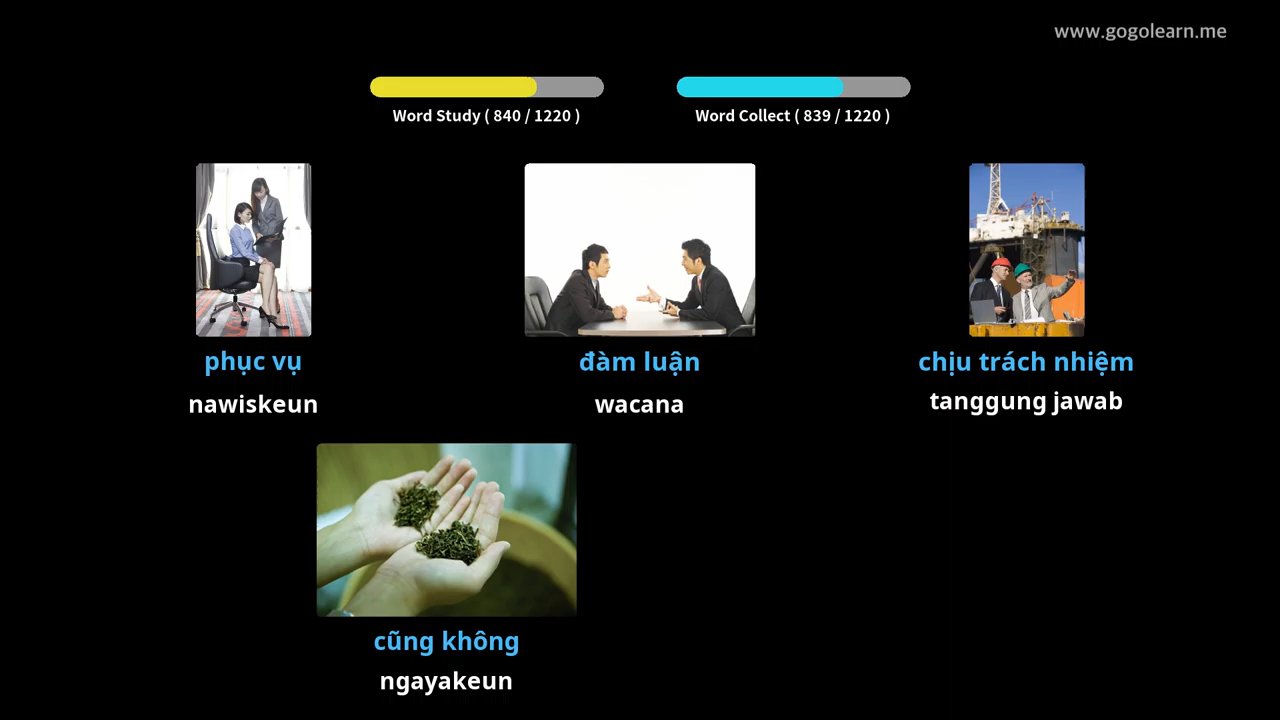 www.gogolearn.me
Word Study ( 840 / 1220 )
Word Collect ( 839 / 1220 )
phục vụ
nawiskeun
đàm luận
wacana
chịu trách nhiệm
tanggung jawab
cũng không
ngayakeun